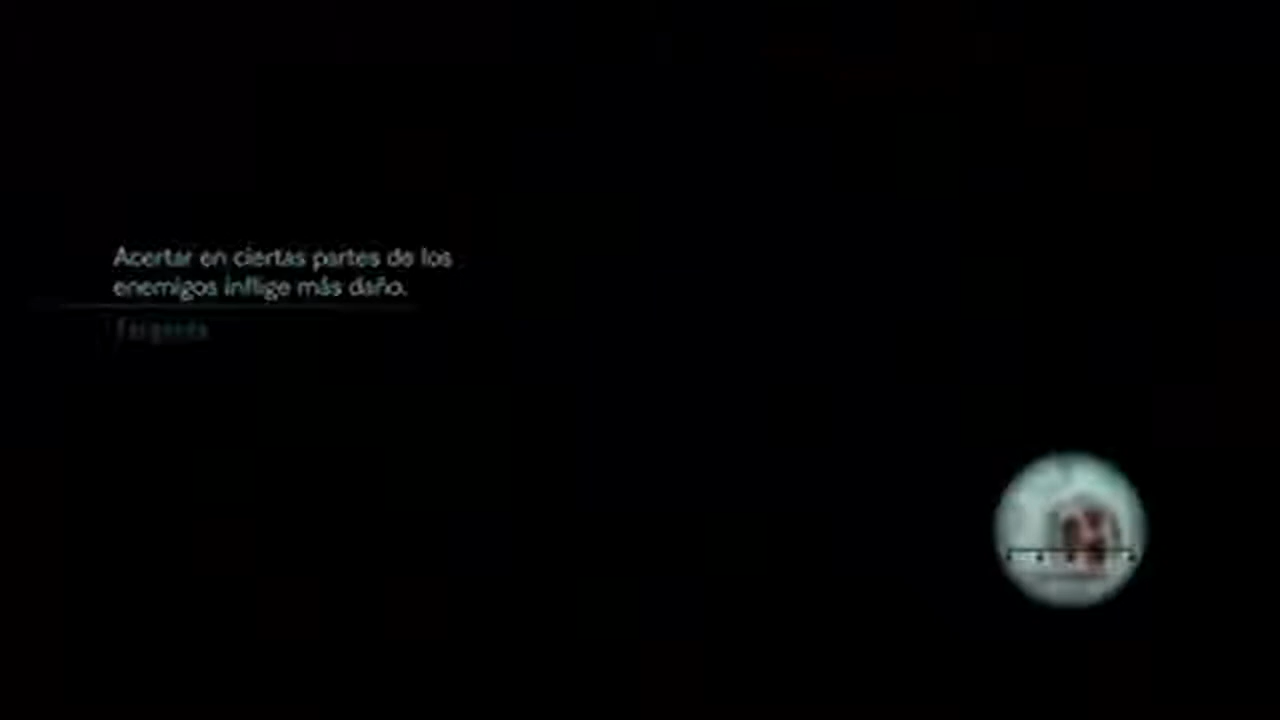 Acertar en ciertas partes de los
enemigos inflige más daño.